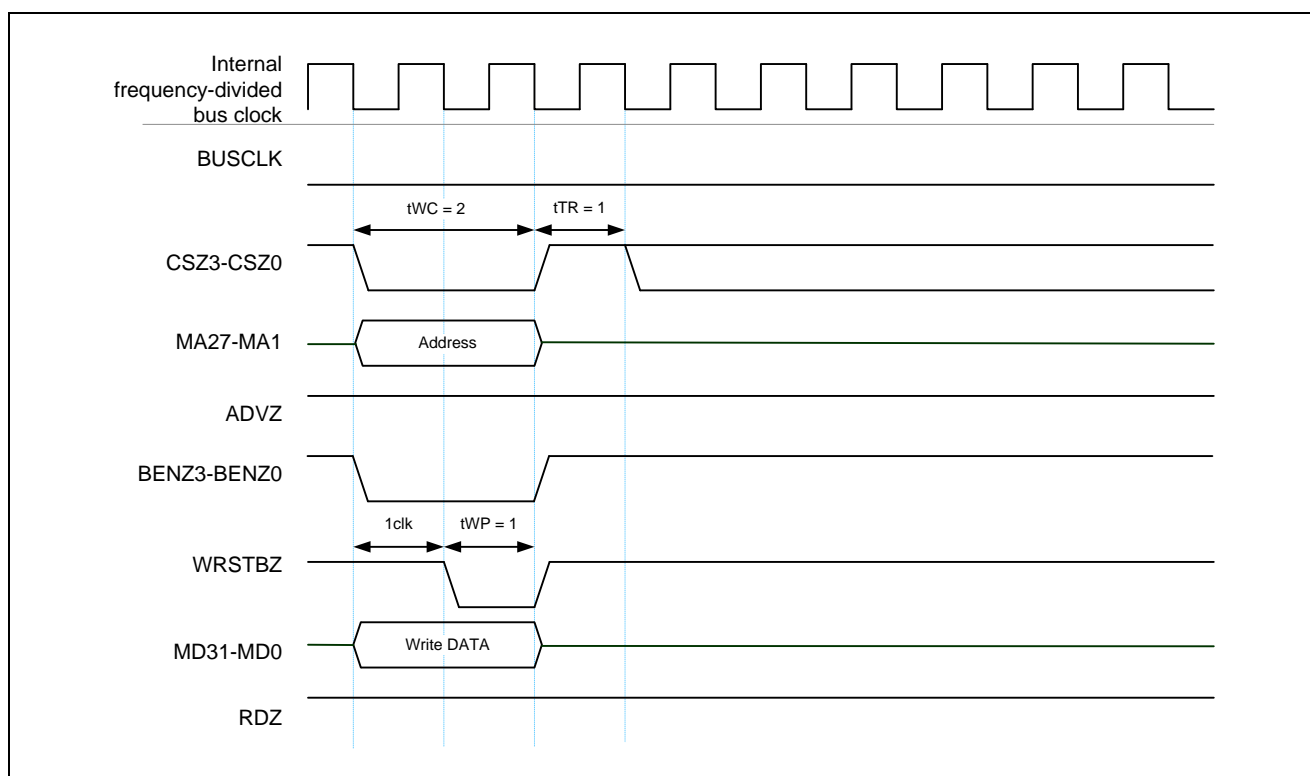 Internal
frequency-divided
bus clock
BUSCLK
tWC = 2
tTR = 1
CSZ3-CSZ0
MA27-MA1
Address
ADVZ
BENZ3-BENZ0
1clk
tWP = 1
WRSTBZ
MD31-MD0
Write DATA
RDZ